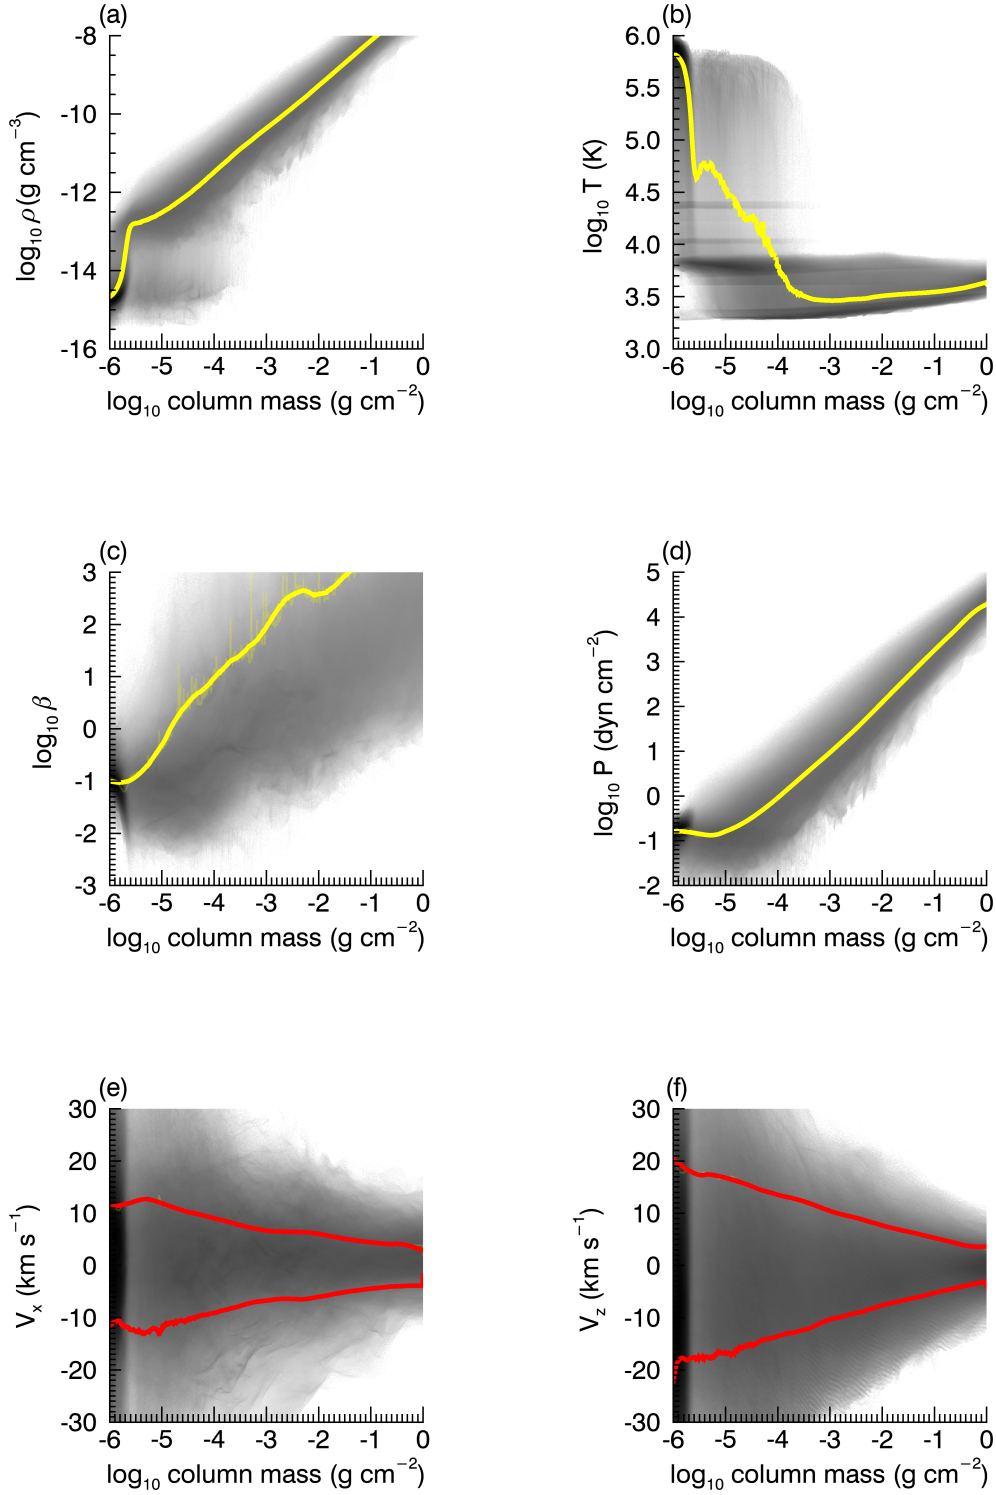 (a)
-8
-10
-12
-14
-16
log₁₀ ρ (g cm⁻³)
-6 -5 -4 -3 -2 -1 0
log₁₀ column mass (g cm⁻²)
(b)
6.0
5.5
5.0
4.5
4.0
3.5
3.0
log₁₀ T (K)
-6 -5 -4 -3 -2 -1 0
log₁₀ column mass (g cm⁻²)
(c)
3
2
1
0
-1
-2
-3
log₁₀ β
-6 -5 -4 -3 -2 -1 0
log₁₀ column mass (g cm⁻²)
(d)
5
4
3
2
1
0
-1
-2
log₁₀ P (dyn cm⁻²)
-6 -5 -4 -3 -2 -1 0
log₁₀ column mass (g cm⁻²)
(e)
30
20
10
0
-10
-20
-30
Vₓ (km s⁻¹)
-6 -5 -4 -3 -2 -1 0
log₁₀ column mass (g cm⁻²)
(f)
30
20
10
0
-10
-20
-30
V_z (km s⁻¹)
-6 -5 -4 -3 -2 -1 0
log₁₀ column mass (g cm⁻²)